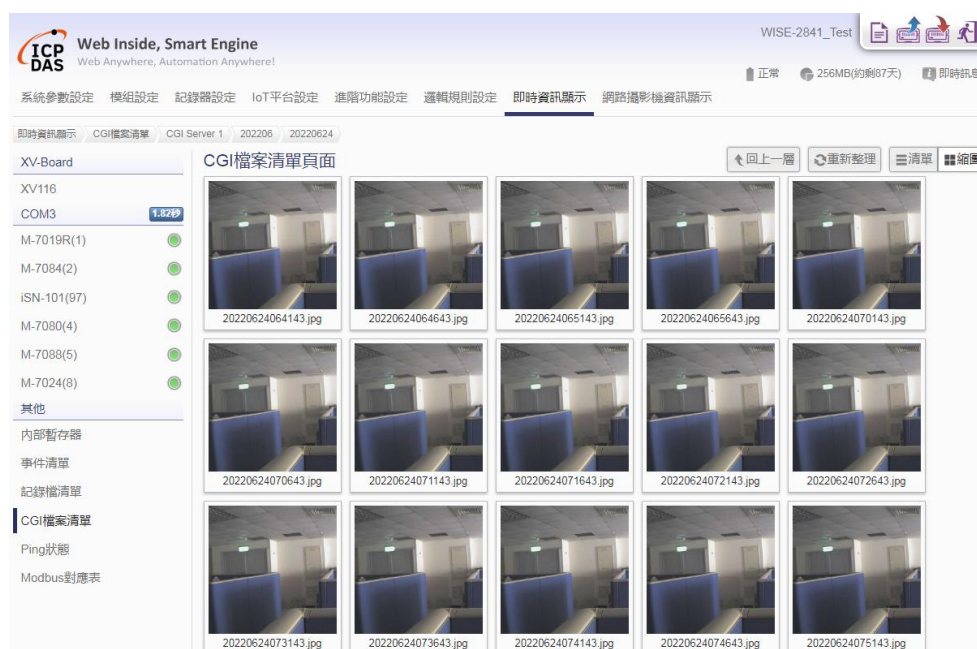 WISE-2841_Test
ICP DAS
Web Inside, Smart Engine
Web Anywhere, Automation Anywhere!
正常 256MB(約剩87天) 即時訊息
系統參數設定 模組設定 記錄器設定 IoT平台設定 進階功能設定 邏輯規則設定 即時資訊顯示 網路攝影機資訊顯示
即時資訊顯示 CGI檔案清單 CGI Server 1 202206 20220624
XV-Board
XV116
COM3 1.82秒
M-7019R(1)
M-7084(2)
iSN-101(97)
M-7080(4)
M-7088(5)
M-7024(8)
其他
內部暫存器
事件清單
記錄檔清單
CGI檔案清單
Ping狀態
Modbus對應表
CGI檔案清單頁面
回上一層 重新整理 清單 縮圖
20220624064143.jpg 20220624064643.jpg 20220624065143.jpg 20220624065643.jpg 20220624070143.jpg
20220624070643.jpg 20220624071143.jpg 20220624071643.jpg 20220624072143.jpg 20220624072643.jpg
20220624073143.jpg 20220624073643.jpg 20220624074143.jpg 20220624074643.jpg 20220624075143.jpg